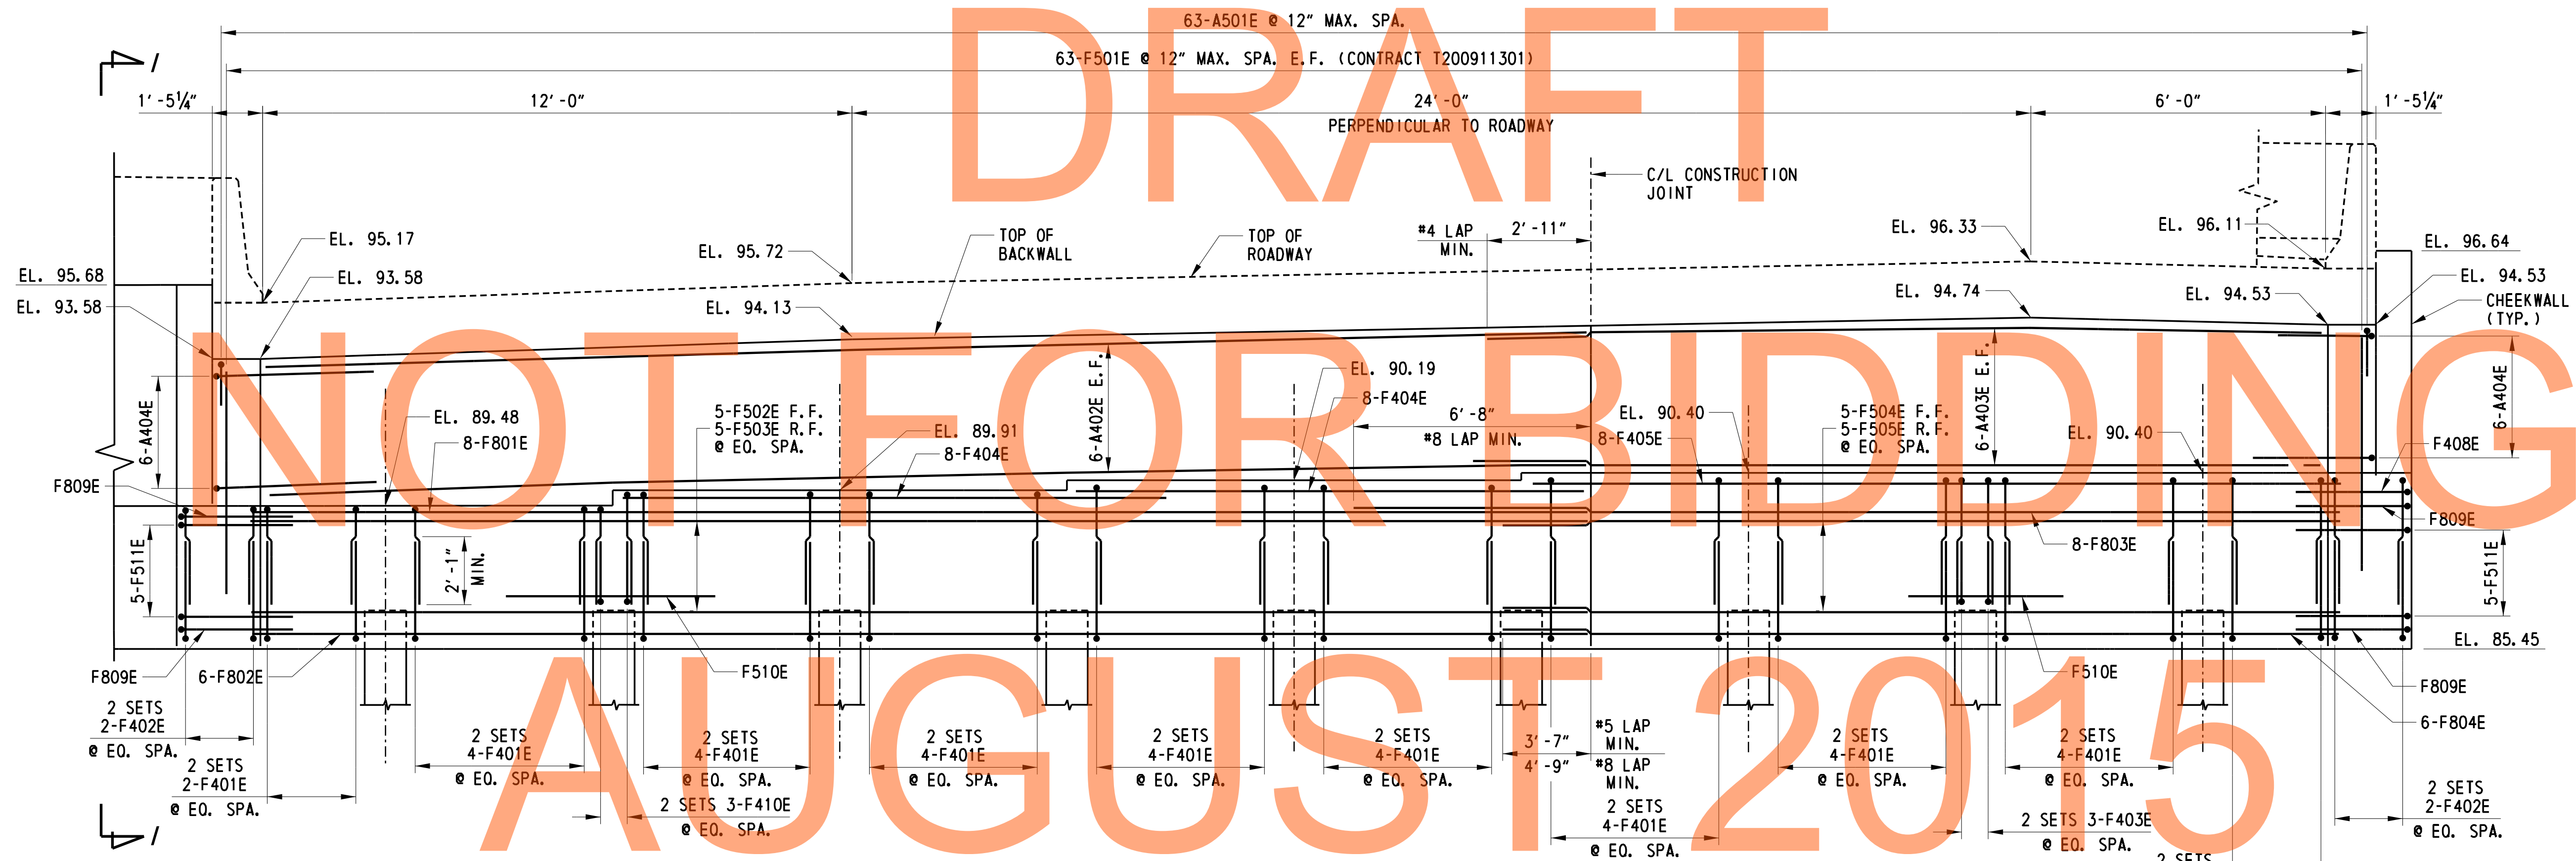 DRAFT
NOT FOR BIDDING
AUGUST 2015
63-A501E @ 12" MAX. SPA.
63-F501E @ 12" MAX. SPA. E.F. (CONTRACT T200911301)
1'-5¼"
12'-0"
24'-0"
6'-0"
1'-5¼"
PERPENDICULAR TO ROADWAY
C/L CONSTRUCTION
JOINT
EL. 95.17
EL. 95.72
TOP OF
BACKWALL
TOP OF
ROADWAY
#4 LAP
MIN.
2'-11"
EL. 96.33
EL. 96.11
EL. 96.64
EL. 95.68
EL. 93.58
EL. 93.58
EL. 94.13
EL. 94.74
EL. 94.53
EL. 94.53
CHEEKWALL
(TYP.)
6-A404E
EL. 89.48
8-F801E
5-F502E F.F.
5-F503E R.F.
@ EQ. SPA.
EL. 89.91
8-F404E
6-A402E E.F.
EL. 90.19
8-F404E
6'-8"
#8 LAP MIN.
EL. 90.40
8-F405E
5-F504E F.F.
5-F505E R.F.
@ EQ. SPA.
6-A403E E.F.
EL. 90.40
6-A404E
F408E
F809E
F809E
8-F803E
5-F511E
2'-1"
MIN.
5-F511E
EL. 85.45
F809E
6-F802E
F510E
F510E
F809E
6-F804E
2 SETS
2-F402E
@ EQ. SPA.
2 SETS
2-F401E
@ EQ. SPA.
2 SETS
4-F401E
@ EQ. SPA.
2 SETS
4-F401E
@ EQ. SPA.
2 SETS 3-F410E
@ EQ. SPA.
2 SETS
4-F401E
@ EQ. SPA.
2 SETS
4-F401E
@ EQ. SPA.
2 SETS
4-F401E
@ EQ. SPA.
3'-7"
#5 LAP
MIN.
4'-9"
#8 LAP
MIN.
2 SETS
4-F401E
@ EQ. SPA.
2 SETS
4-F401E
@ EQ. SPA.
2 SETS
4-F401E
@ EQ. SPA.
2 SETS 3-F403E
@ EQ. SPA.
2 SETS
2-F402E
@ EQ. SPA.
2 SETS